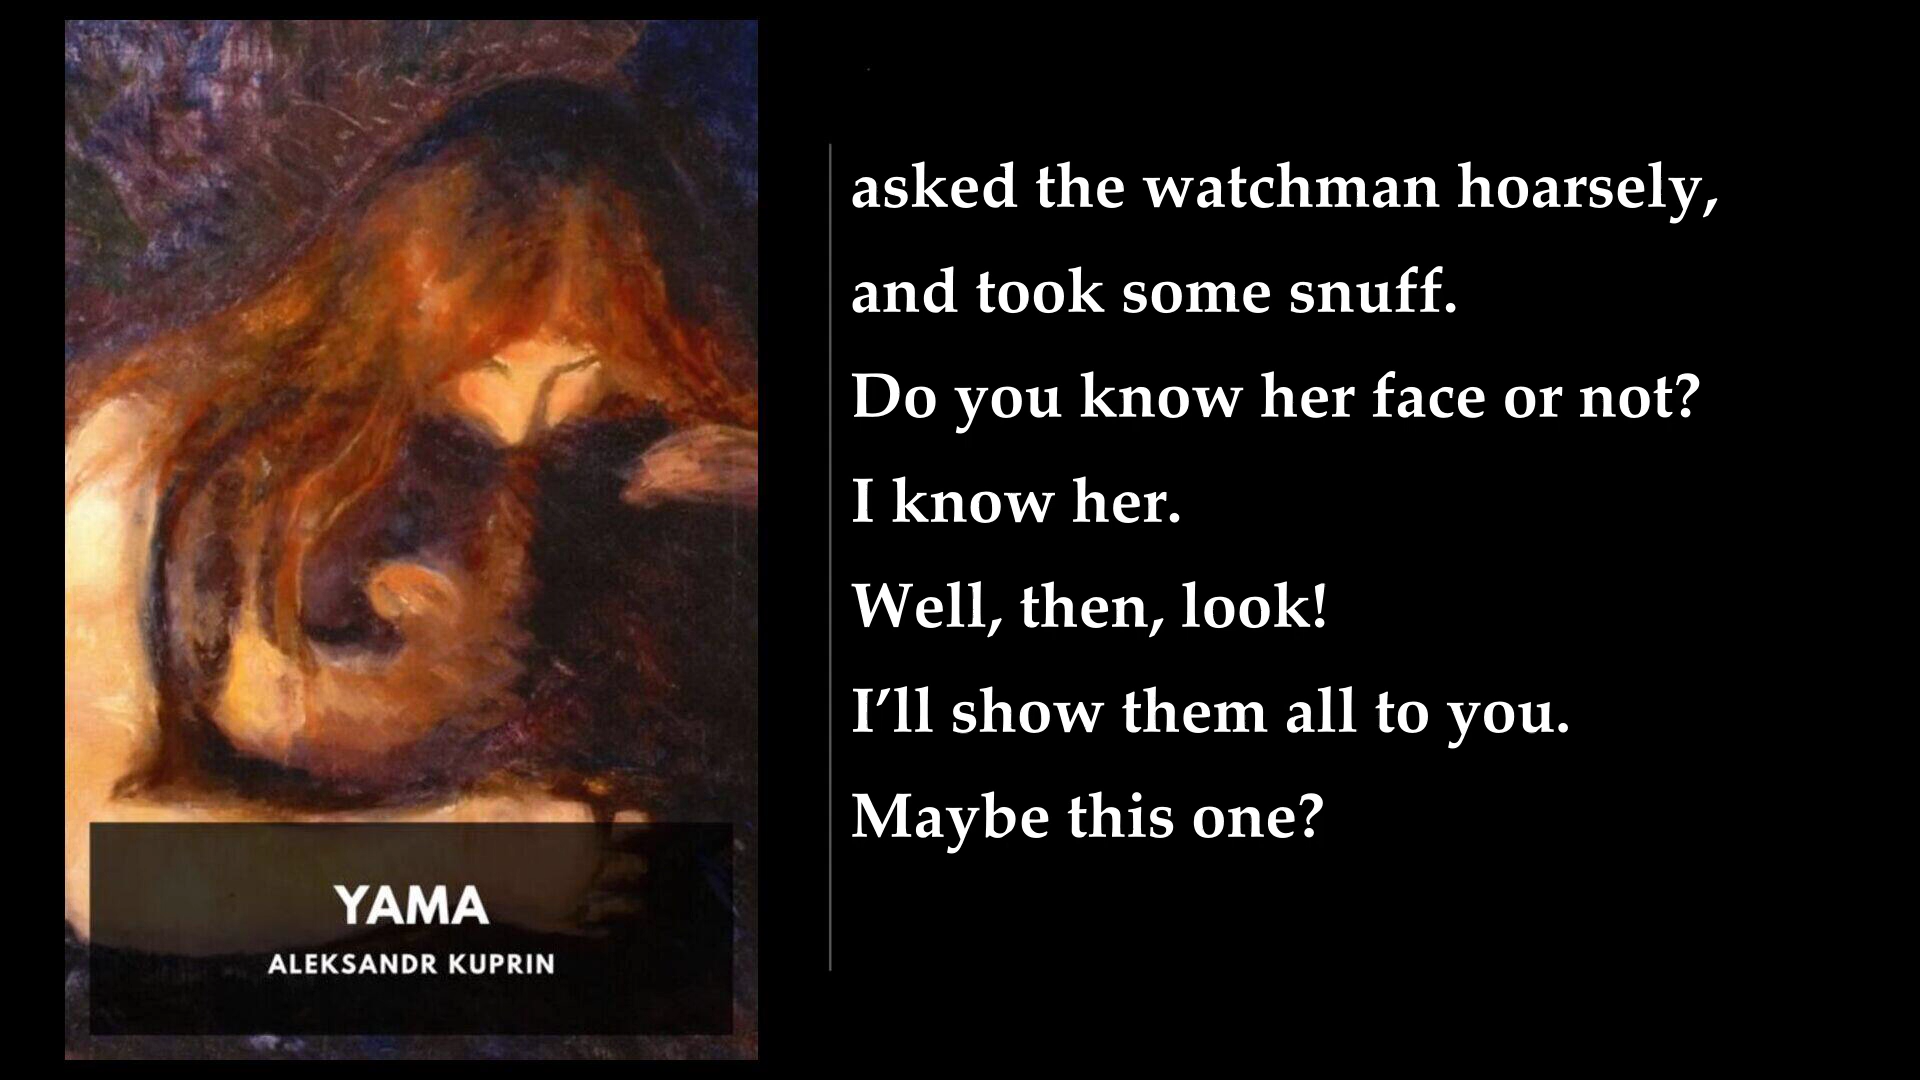 asked the watchman hoarsely,
and took some snuff.
Do you know her face or not?
I know her.
Well, then, look!
I’ll show them all to you.
Maybe this one?
YAMA
ALEKSANDR KUPRIN